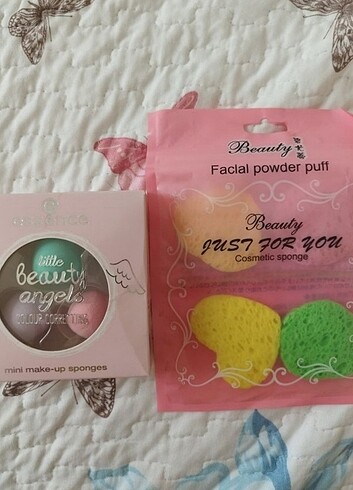 essence
little
beauty
angels
COLOUR CORRECTING
mini make-up sponges
Beauty
Facial powder puff
Beauty
JUST FOR YOU
Cosmetic sponge